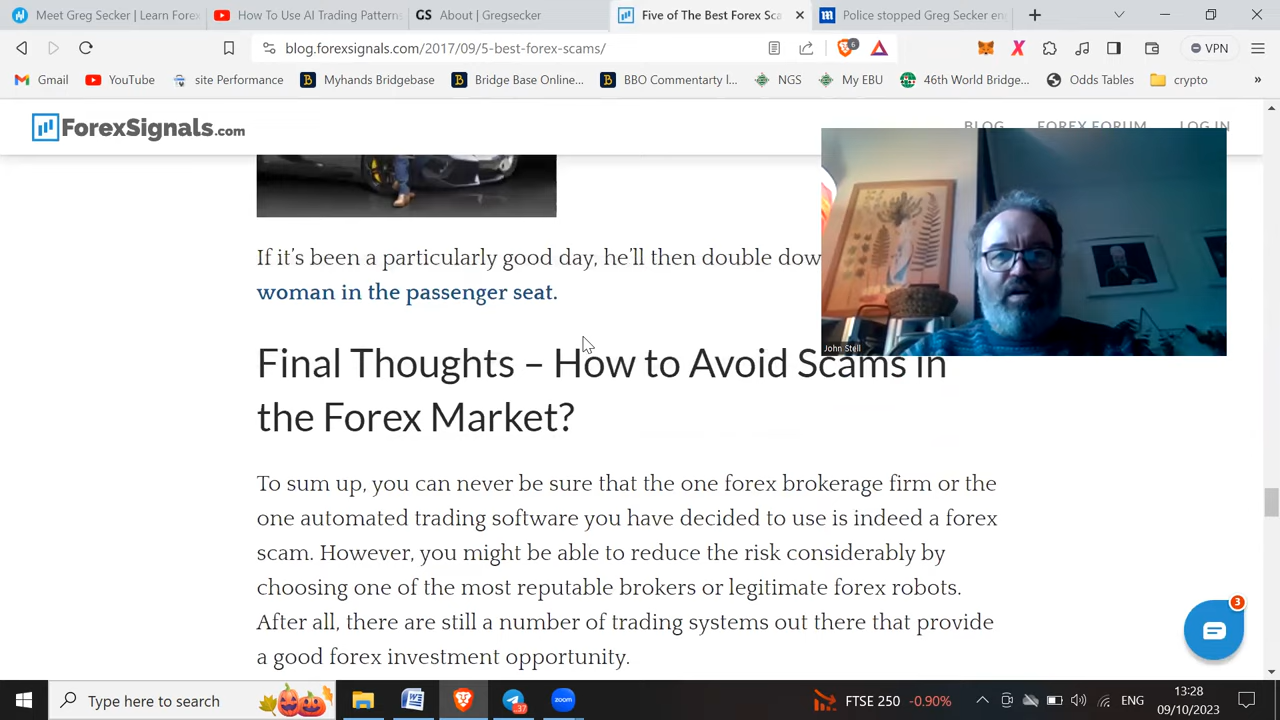 Meet Greg Secker | Learn Forex
How To Use AI Trading Patterns
GS About | Gregsecker
Five of The Best Forex Sca
Police stopped Greg Secker en
blog.forexsignals.com/2017/09/5-best-forex-scams/
6
VPN
Gmail
YouTube
site Performance
Myhands Bridgebase
Bridge Base Online...
BBO Commentary I...
NGS
My EBU
46th World Bridge...
Odds Tables
crypto
»
ForexSignals.com
BLOG FOREX FORUM LOG IN
If it's been a particularly good day, he'll then double dow
woman in the passenger seat.
John Stell
Final Thoughts – How to Avoid Scams in
the Forex Market?
To sum up, you can never be sure that the one forex brokerage firm or the
one automated trading software you have decided to use is indeed a forex
scam. However, you might be able to reduce the risk considerably by
choosing one of the most reputable brokers or legitimate forex robots.
After all, there are still a number of trading systems out there that provide
a good forex investment opportunity.
3
Type here to search
37
zoom
FTSE 250 -0.90%
ENG
13:28
09/10/2023